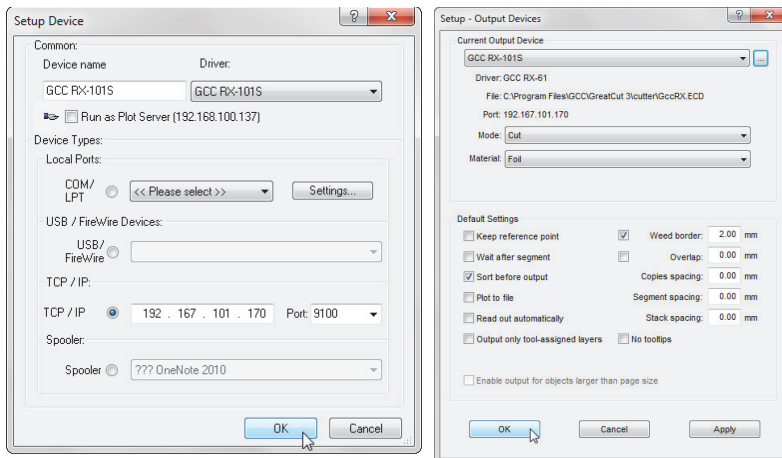 Setup Device
Common:
Device name Driver:
GCC RX-101S GCC RX-101S
Run as Plot Server (192.168.100.137)
Device Types:
Local Ports:
COM/
LPT << Please select >> Settings...
USB / FireWire Devices:
USB/
FireWire
TCP / IP:
TCP / IP 192 . 167 . 101 . 170 Port: 9100
Spooler:
Spooler ??? OneNote 2010
OK Cancel
Setup - Output Devices
Current Output Device
GCC RX-101S ...
Driver: GCC RX-61
File: C:\Program Files\GCC\GreatCut 3\cutter\GccRX.ECD
Port: 192.167.101.170
Mode: Cut
Material: Foil
Default Settings
Keep reference point Weed border: 2.00 mm
Wait after segment Overlap: 0.00 mm
Sort before output Copies spacing: 0.00 mm
Plot to file Segment spacing: 0.00 mm
Read out automatically Stack spacing: 0.00 mm
Output only tool-assigned layers No tooltips
Enable output for objects larger than page size
OK Cancel Apply